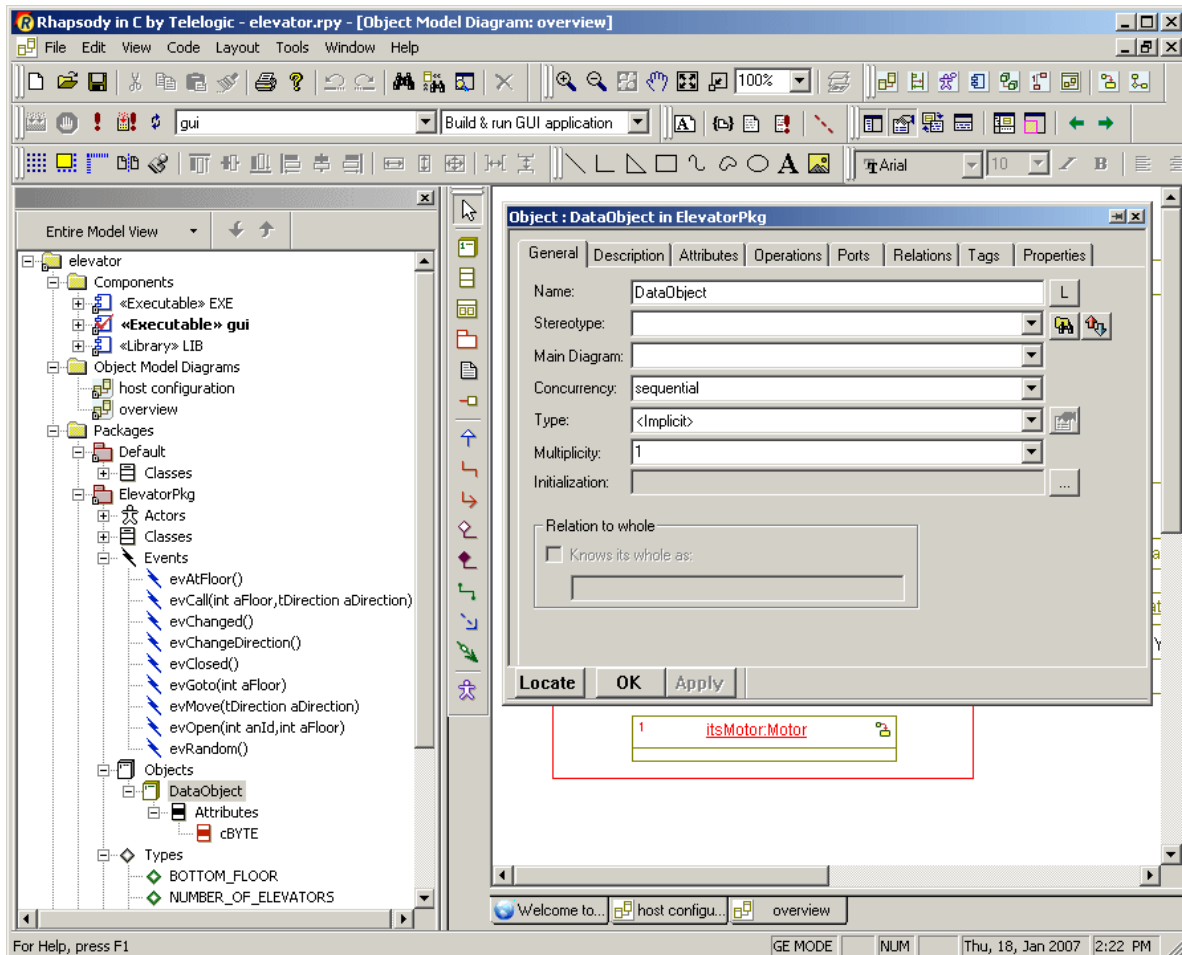 Rhapsody in C by Telelogic - elevator.rpy - [Object Model Diagram: overview]
File Edit View Code Layout Tools Window Help
100%
gui
Build & run GUI application
Arial
10
Entire Model View
elevator
Components
«Executable» EXE
«Executable» gui
«Library» LIB
Object Model Diagrams
host configuration
overview
Packages
Default
Classes
ElevatorPkg
Actors
Classes
Events
evAtFloor()
evCall(int aFloor,tDirection aDirection)
evChanged()
evChangeDirection()
evClosed()
evGoto(int aFloor)
evMove(tDirection aDirection)
evOpen(int anId,int aFloor)
evRandom()
Objects
DataObject
Attributes
cBYTE
Types
BOTTOM_FLOOR
NUMBER_OF_ELEVATORS
Object : DataObject in ElevatorPkg
General Description Attributes Operations Ports Relations Tags Properties
Name: DataObject L
Stereotype:
Main Diagram:
Concurrency: sequential
Type: <Implicit>
Multiplicity: 1
Initialization: ...
Relation to whole
Knows its whole as:
Locate OK Apply
1 itsMotor:Motor
Welcome to... host configu... overview
For Help, press F1
GE MODE NUM Thu, 18, Jan 2007 2:22 PM